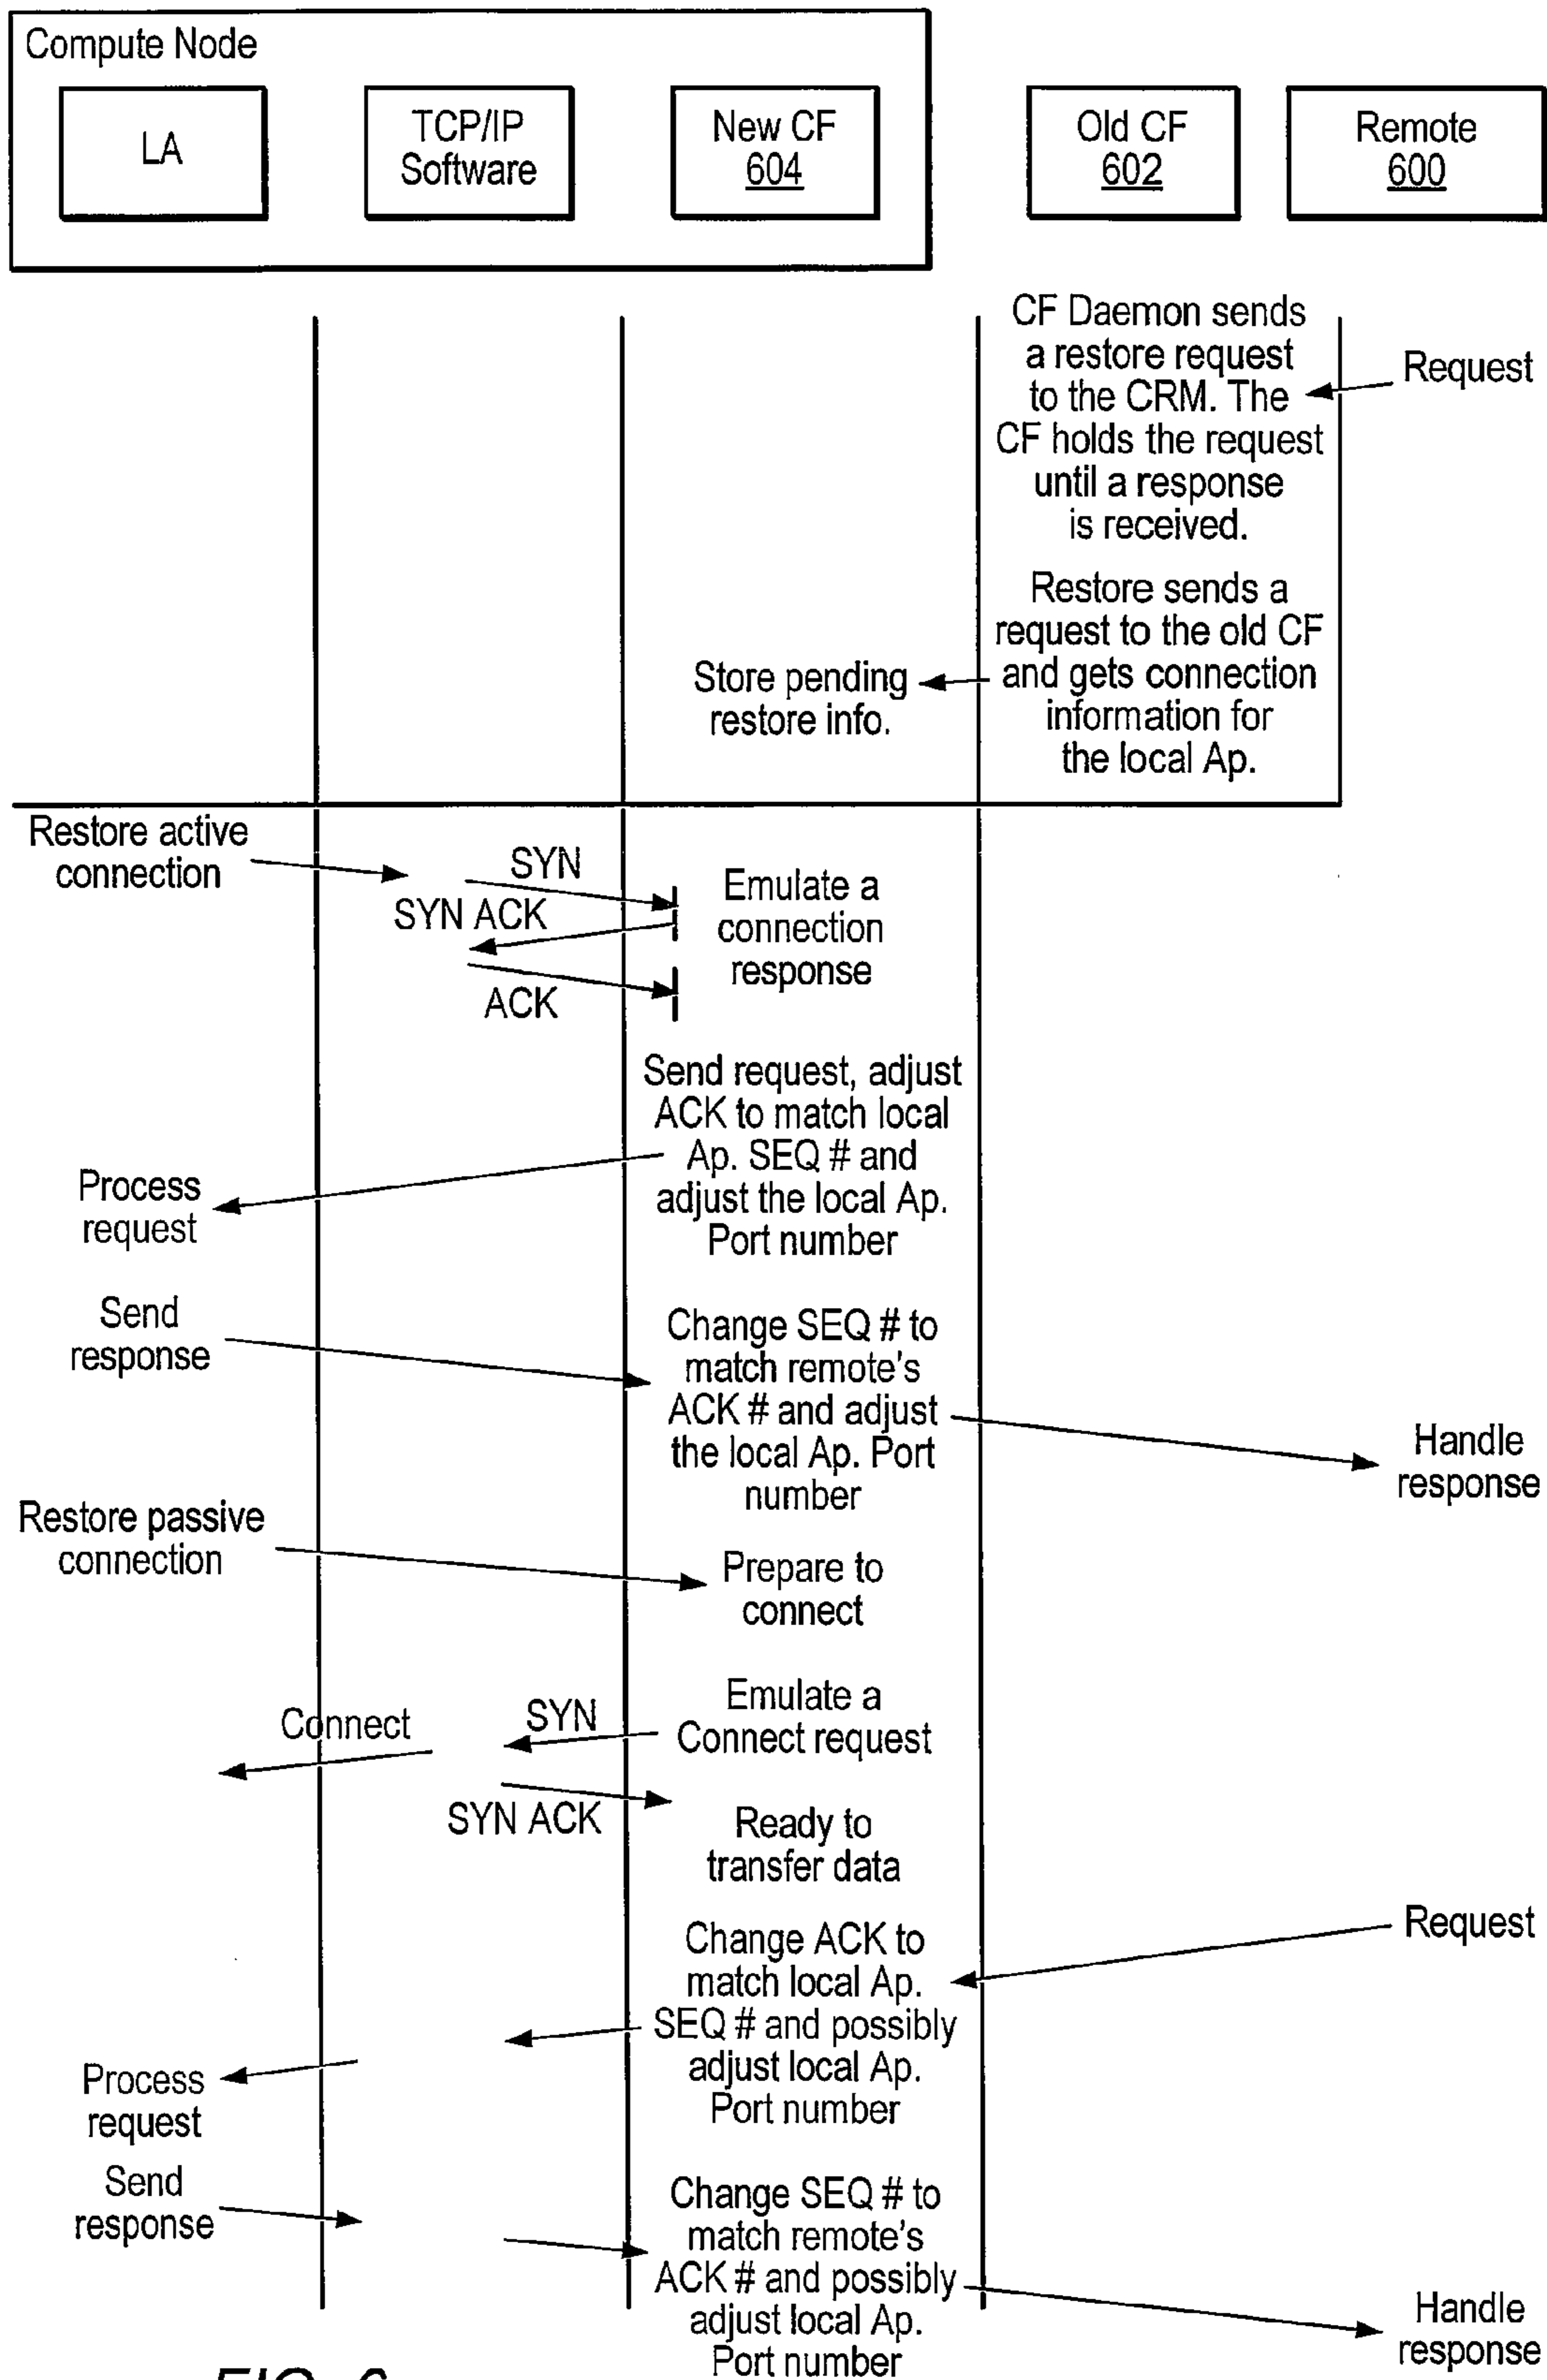 Compute Node
LA
TCP/IP
Software
New CF
604
Old CF
602
Remote
600
CF Daemon sends
a restore request
to the CRM. The
CF holds the request
until a response
is received.
Request
Restore sends a
request to the old CF
and gets connection
information for
the local Ap.
Store pending
restore info.
Restore active
connection
SYN
SYN ACK
ACK
Emulate a
connection
response
Send request, adjust
ACK to match local
Ap. SEQ # and
adjust the local Ap.
Port number
Process
request
Send
response
Change SEQ # to
match remote's
ACK # and adjust
the local Ap. Port
number
Handle
response
Restore passive
connection
Prepare to
connect
Emulate a
Connect request
SYN
Connect
SYN ACK
Ready to
transfer data
Request
Change ACK to
match local Ap.
SEQ # and possibly
adjust local Ap.
Port number
Process
request
Send
response
Change SEQ # to
match remote's
ACK # and possibly
adjust local Ap.
Port number
Handle
response